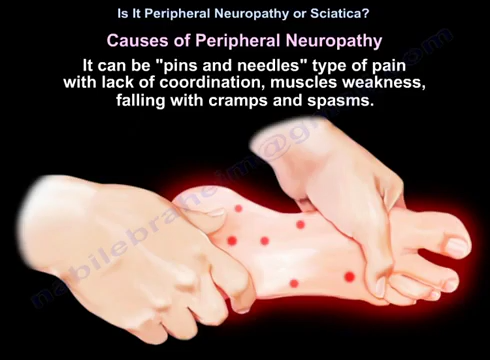 Is It Peripheral Neuropathy or Sciatica?
Causes of Peripheral Neuropathy
It can be "pins and needles" type of pain
with lack of coordination, muscles weakness,
falling with cramps and spasms.